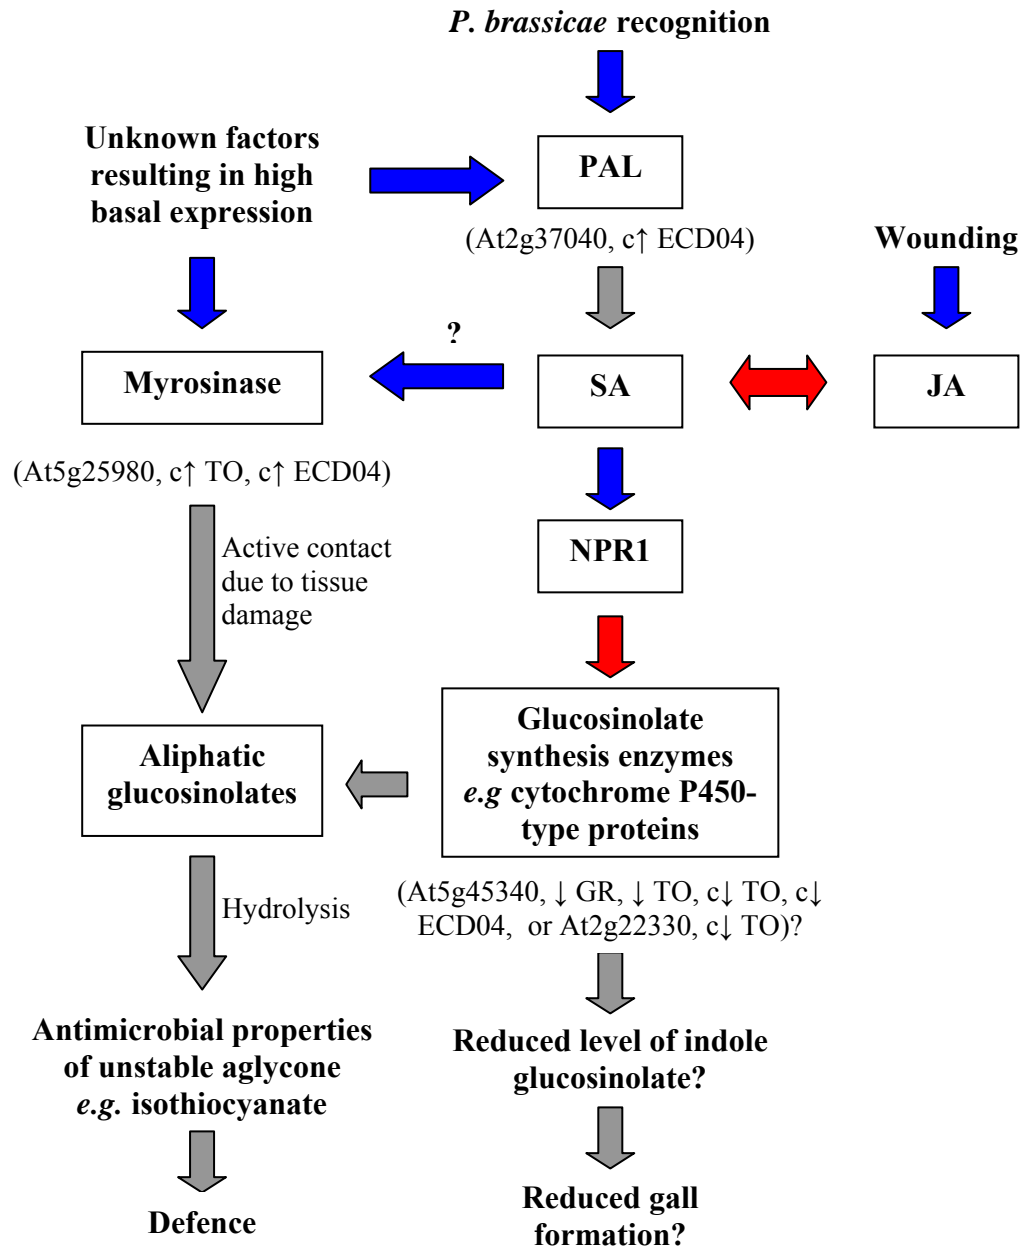 P. brassicae recognition
Unknown factors
resulting in high
basal expression
PAL
(At2g37040, c↑ ECD04)
Wounding
?
Myrosinase
SA
JA
(At5g25980, c↑ TO, c↑ ECD04)
NPR1
Active contact
due to tissue
damage
Glucosinolate
synthesis enzymes
e.g cytochrome P450-
type proteins
Aliphatic
glucosinolates
(At5g45340, ↓ GR, ↓ TO, c↓ TO, c↓
ECD04, or At2g22330, c↓ TO)?
Hydrolysis
Antimicrobial properties
of unstable aglycone
e.g. isothiocyanate
Reduced level of indole
glucosinolate?
Defence
Reduced gall
formation?